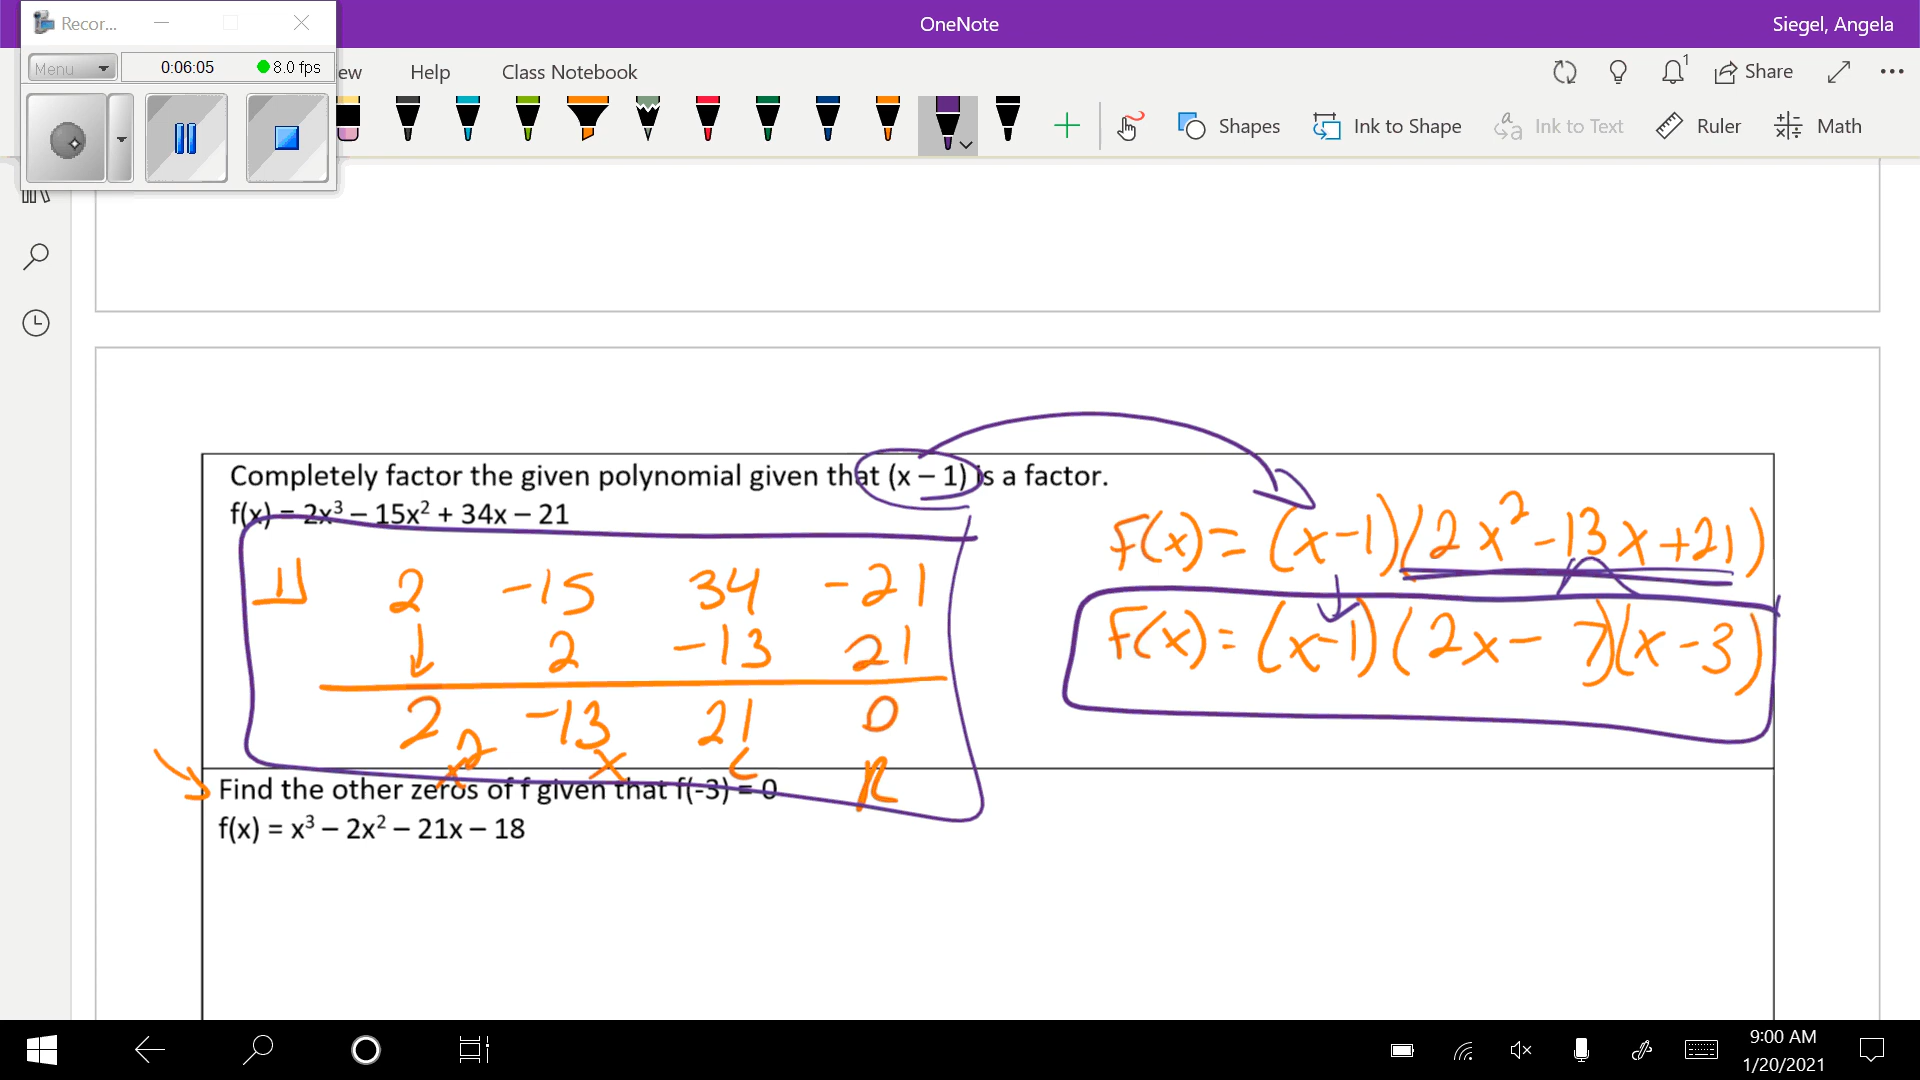 Recor...
OneNote
Siegel, Angela
Menu
0:06:05
8.0 fps
ew
Help
Class Notebook
1
Share
Shapes
Ink to Shape
Ink to Text
Ruler
Math
Completely factor the given polynomial given that (x – 1) is a factor.
f(x) = 2x³ – 15x² + 34x – 21
1 2 -15 34 -21
2 -13 21
2 -13 21 0
x² x c R
f(x) = (x-1)(2x²-13x+21)
f(x) = (x-1)(2x-7)(x-3)
Find the other zeros of f given that f(-3) = 0
f(x) = x³ – 2x² – 21x – 18
9:00 AM
1/20/2021